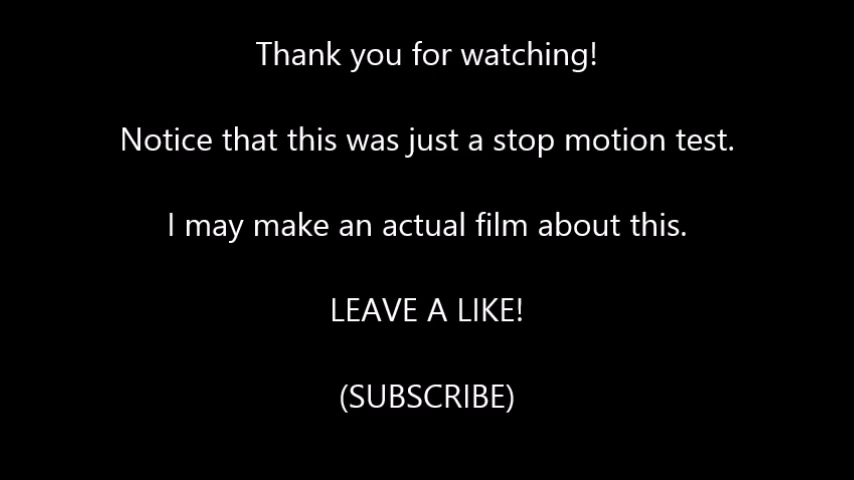 Thank you for watching!
Notice that this was just a stop motion test.
I may make an actual film about this.
LEAVE A LIKE!
(SUBSCRIBE)